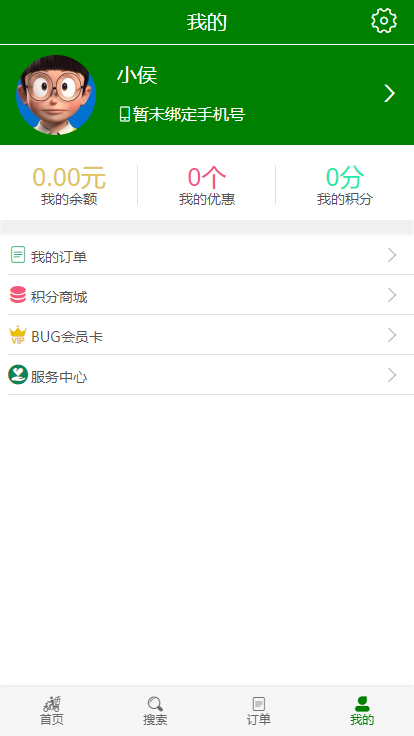 我的
小侯
暂未绑定手机号
0.00元
0个
0分
我的余额
我的优惠
我的积分
我的订单
积分商城
VIP
BUG会员卡
服务中心
首页
搜索
订单
我的